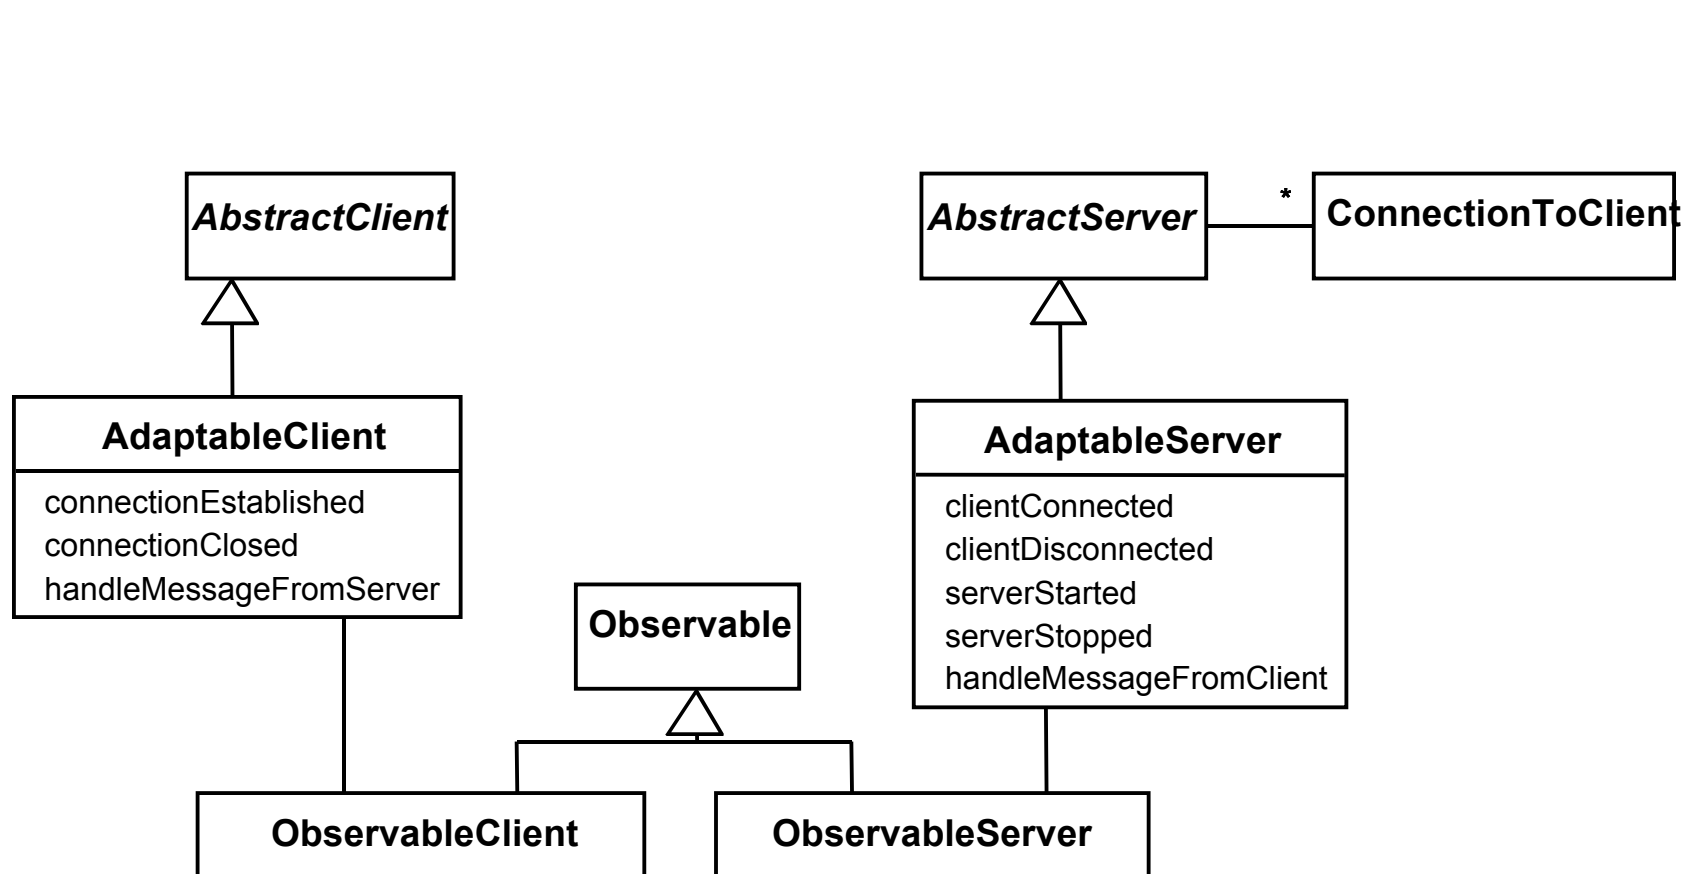 AbstractClient
AbstractServer
*
ConnectionToClient
AdaptableClient
connectionEstablished
connectionClosed
handleMessageFromServer
AdaptableServer
clientConnected
clientDisconnected
serverStarted
serverStopped
handleMessageFromClient
Observable
ObservableClient
ObservableServer